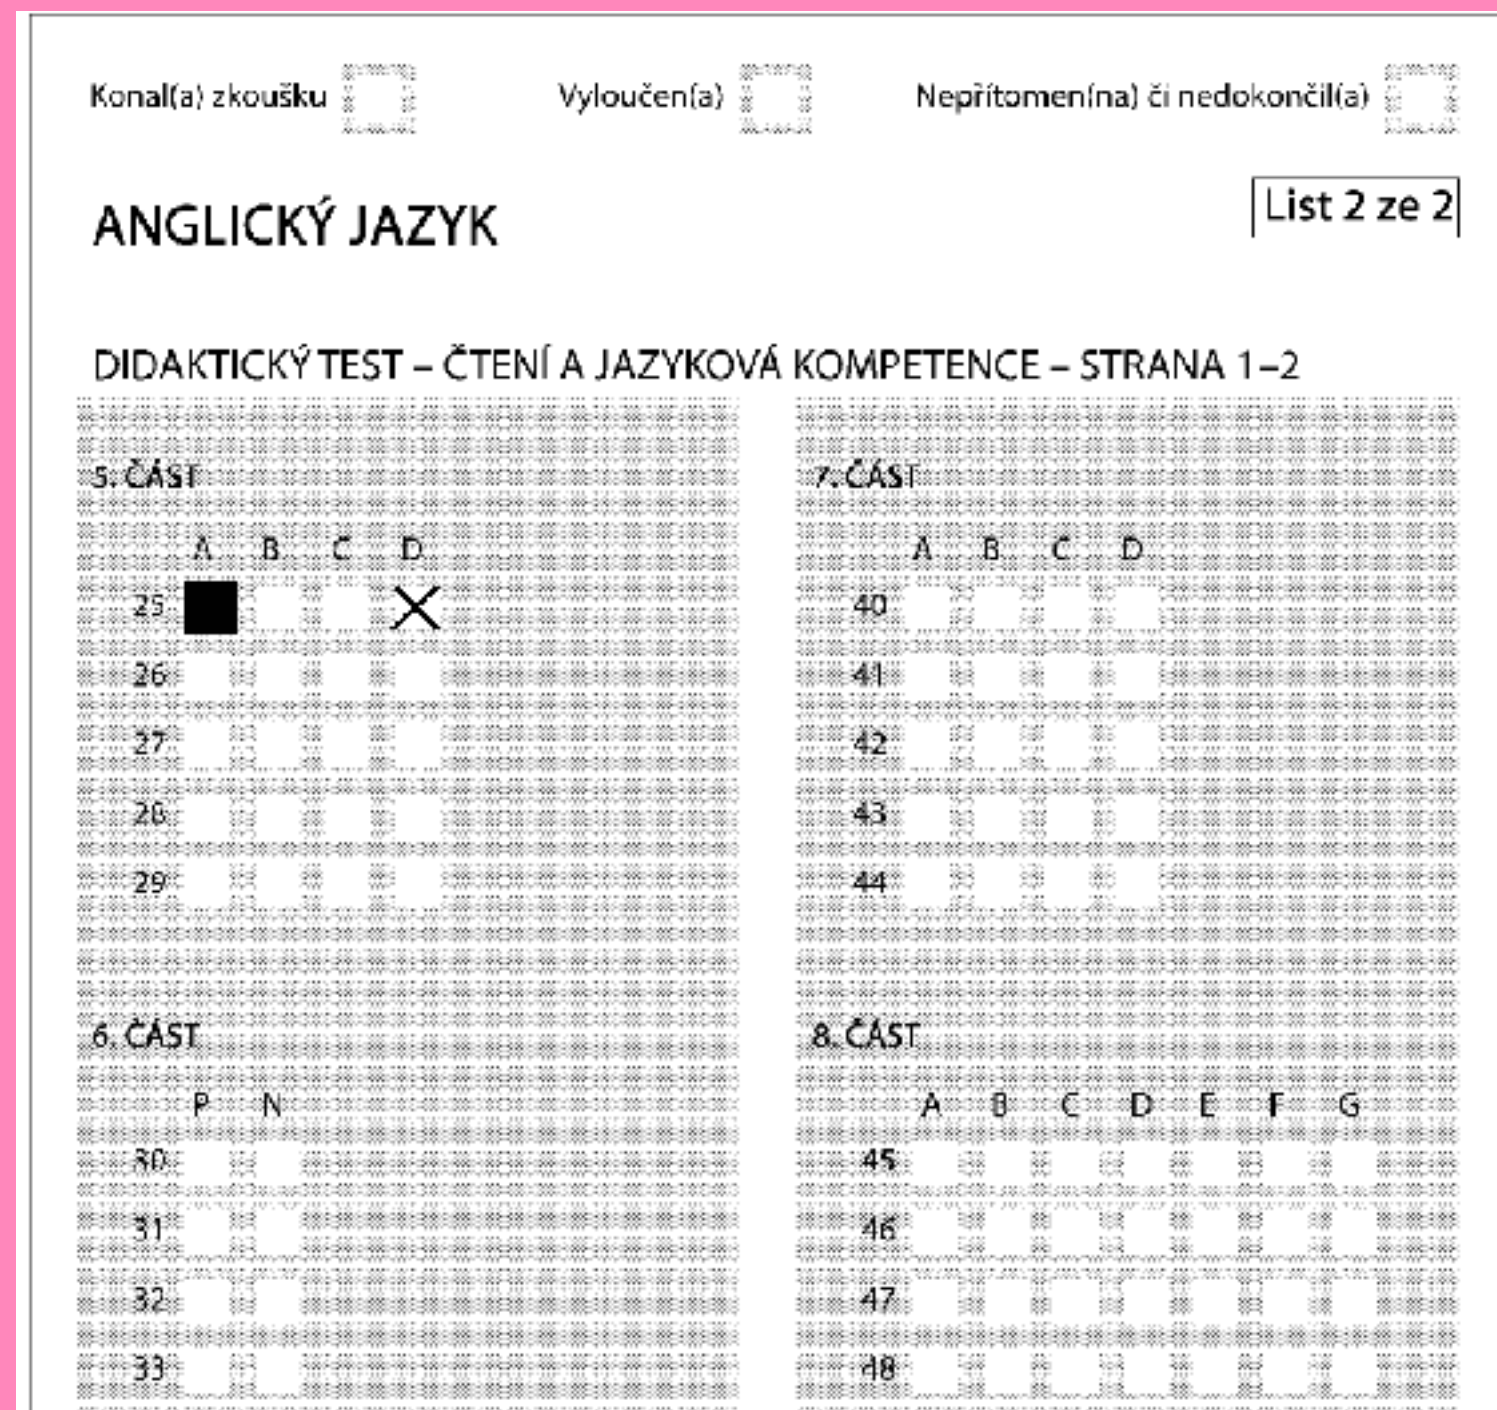 Konal(a) zkoušku Vyloučen(a) Nepřítomen(na) či nedokončil(a)
ANGLICKÝ JAZYK
List 2 ze 2
DIDAKTICKÝ TEST – ČTENÍ A JAZYKOVÁ KOMPETENCE – STRANA 1–2
5. ČÁST
A B C D
25
26
27
28
29
6. ČÁST
P N
30
31
32
33
7. ČÁST
A B C D
40
41
42
43
44
8. ČÁST
A B C D E F G
45
46
47
48